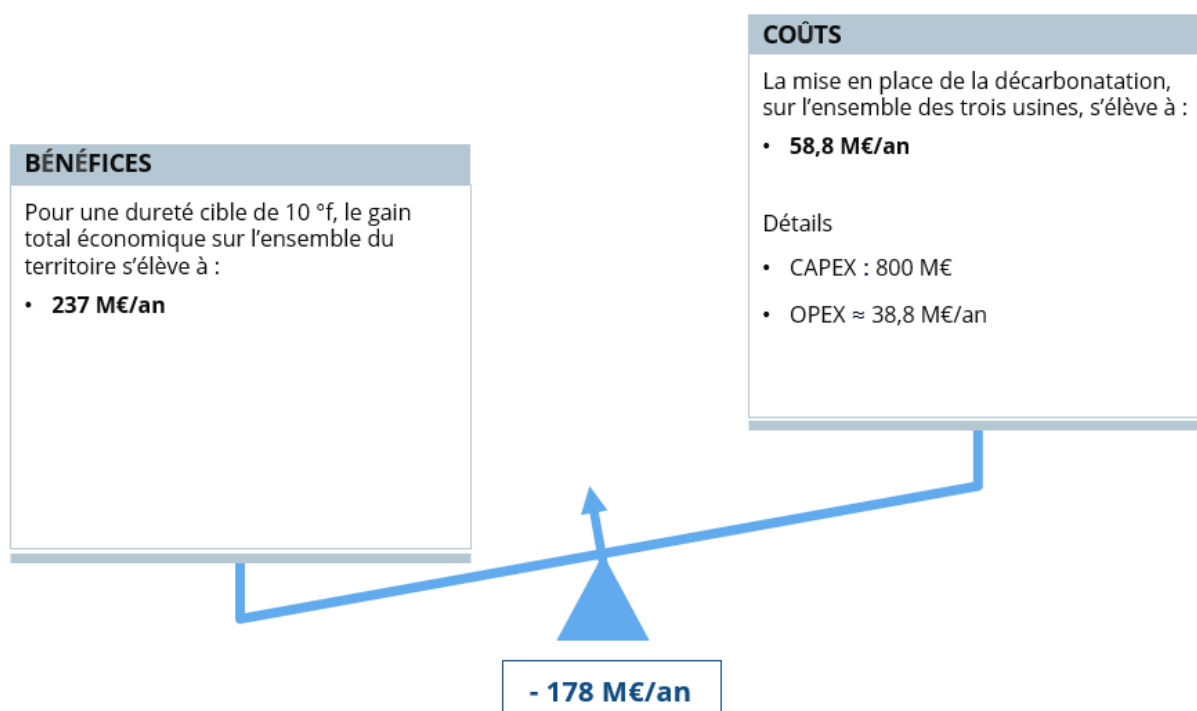 BÉNÉFICES
Pour une dureté cible de 10 °f, le gain
total économique sur l’ensemble du
territoire s’élève à :
• 237 M€/an
COÛTS
La mise en place de la décarbonatation,
sur l’ensemble des trois usines, s’élève à :
• 58,8 M€/an
Détails
• CAPEX : 800 M€
• OPEX ≈ 38,8 M€/an
- 178 M€/an